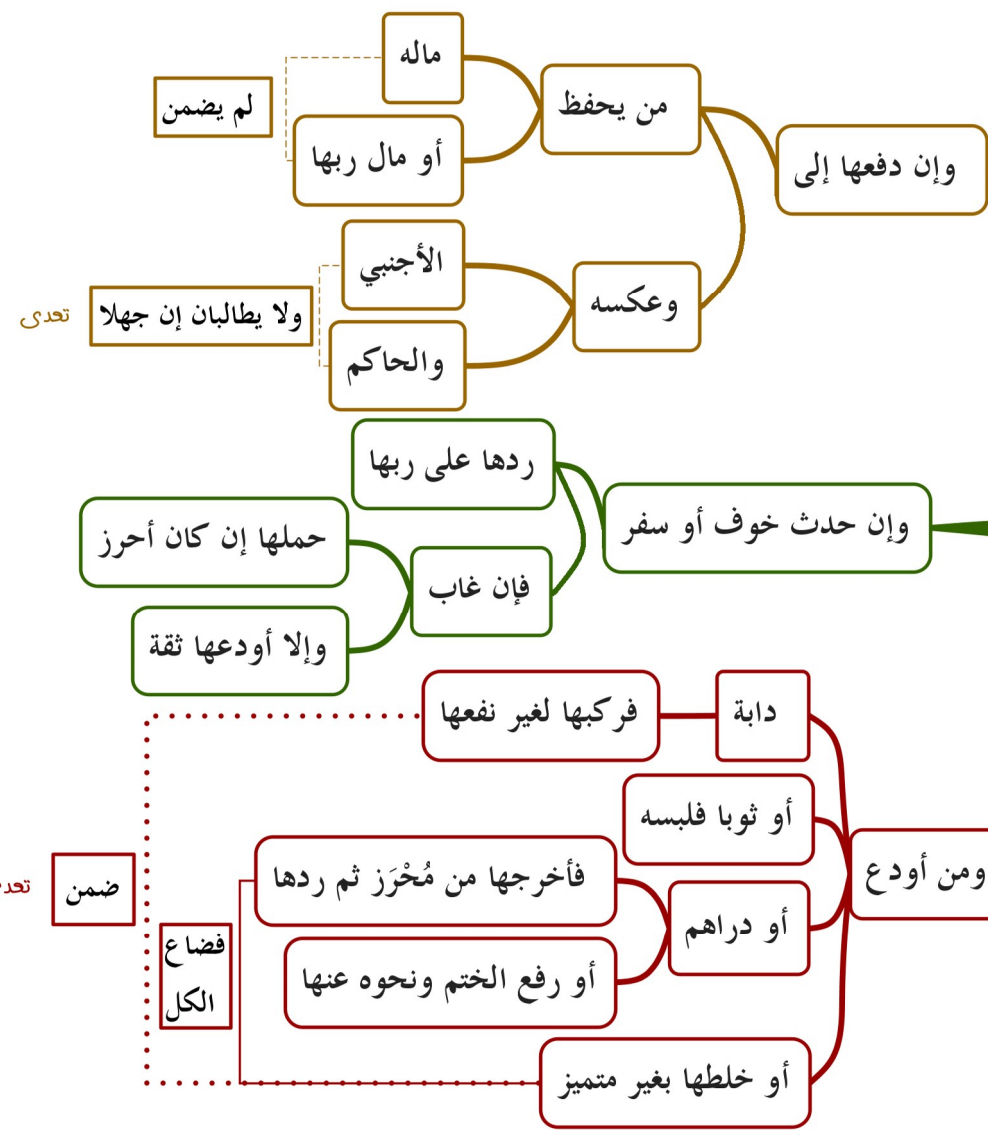 وإن دفعها إلى
من يحفظ
ماله
أو مال ربها
لم يضمن
وعكسه
الأجنبي
والحاكم
ولا يطالبان إن جهلا
تعدى
وإن حدث خوف أو سفر
ردها على ربها
فإن غاب
حملها إن كان أحرز
وإلا أودعها ثقة
ومن أودع
دابة
فركبها لغير نفعها
أو ثوبا فلبسه
أو دراهم
فأخرجها من مُحْرَز ثم ردها
أو رفع الختم ونحوه عنها
أو خلطها بغير متميز
فضاع
الكل
ضمن